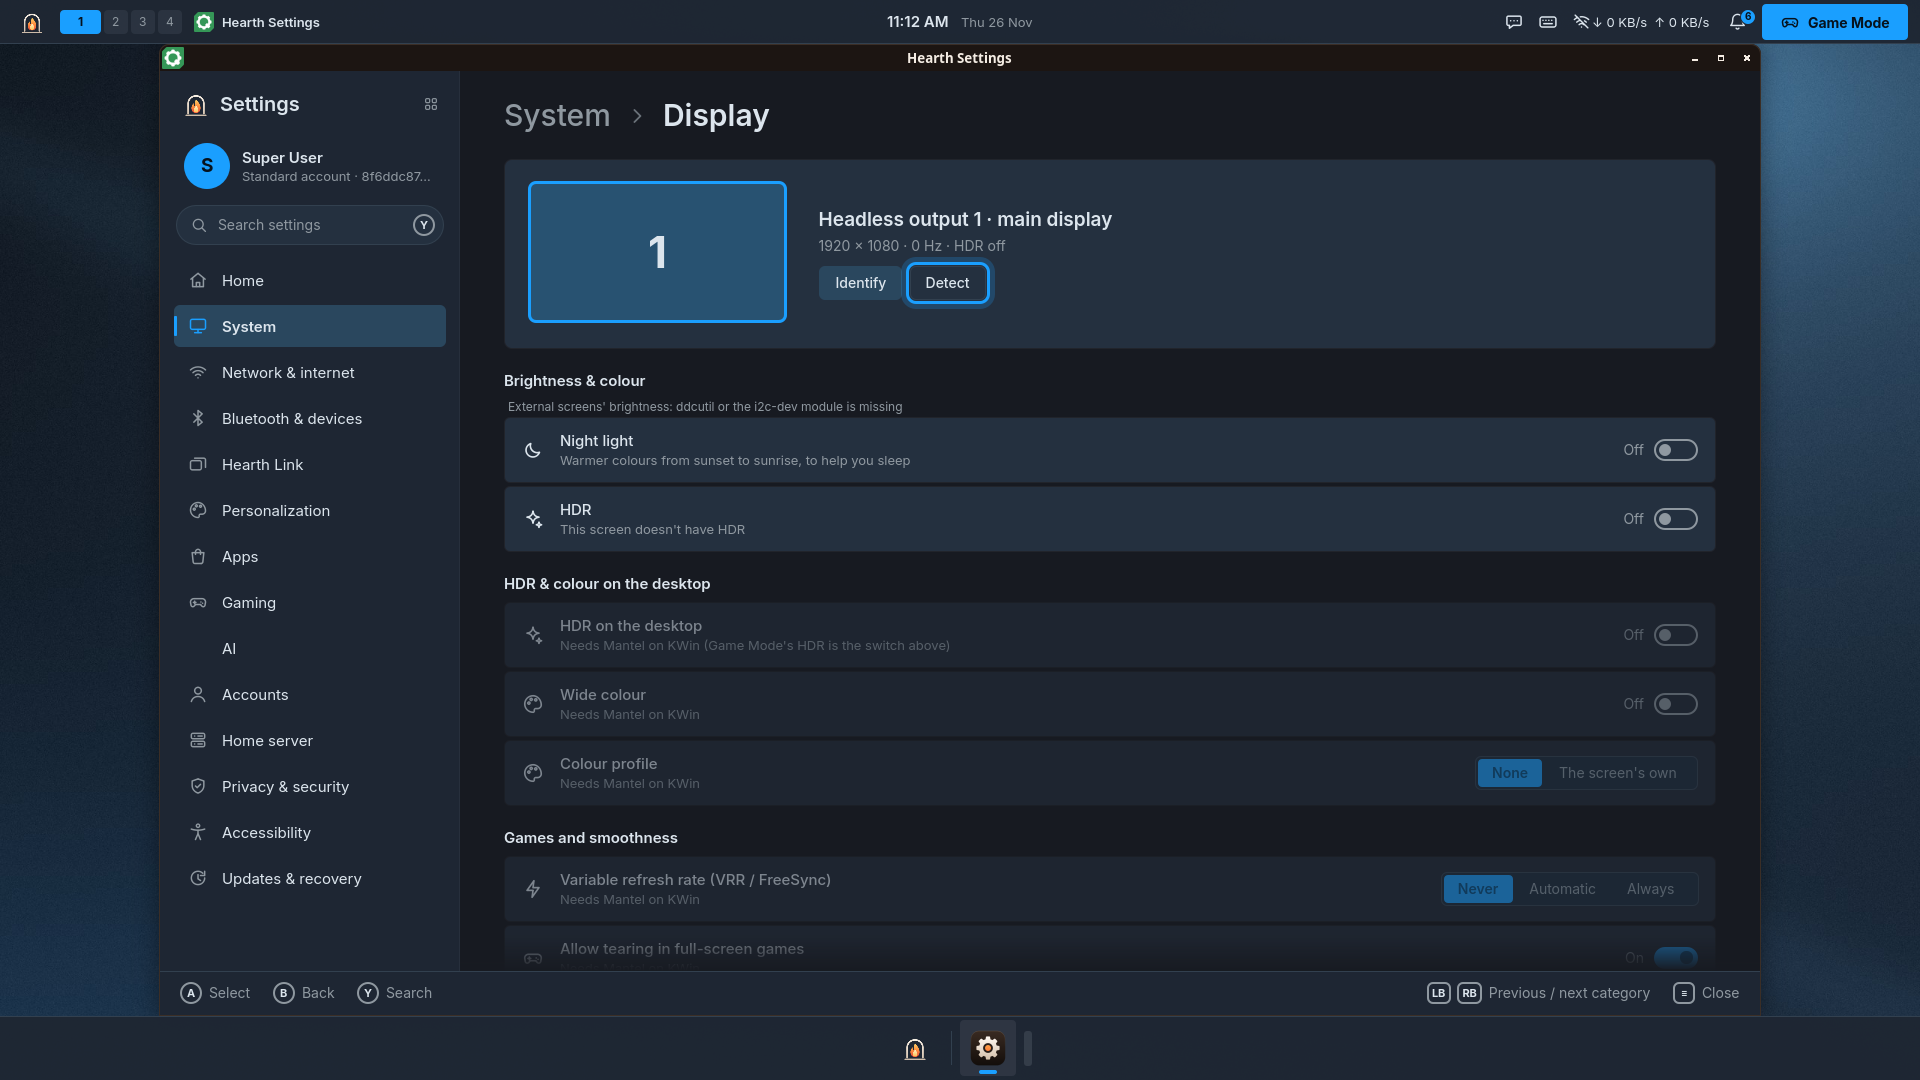 1 2 3 4 Hearth Settings 11:12 AM Thu 26 Nov ↓ 0 KB/s ↑ 0 KB/s 6 Game Mode
Hearth Settings
Settings
S
Super User
Standard account · 8f6ddc87...
Search settings Y
Home
System
Network & internet
Bluetooth & devices
Hearth Link
Personalization
Apps
Gaming
AI
Accounts
Home server
Privacy & security
Accessibility
Updates & recovery
System > Display
1
Headless output 1 · main display
1920 × 1080 · 0 Hz · HDR off
Identify Detect
Brightness & colour
External screens' brightness: ddcutil or the i2c-dev module is missing
Night light
Warmer colours from sunset to sunrise, to help you sleep
Off
HDR
This screen doesn't have HDR
Off
HDR & colour on the desktop
HDR on the desktop
Needs Mantel on KWin (Game Mode's HDR is the switch above)
Off
Wide colour
Needs Mantel on KWin
Off
Colour profile
Needs Mantel on KWin
None The screen's own
Games and smoothness
Variable refresh rate (VRR / FreeSync)
Needs Mantel on KWin
Never Automatic Always
Allow tearing in full-screen games
On
A Select B Back Y Search LB RB Previous / next category ≡ Close